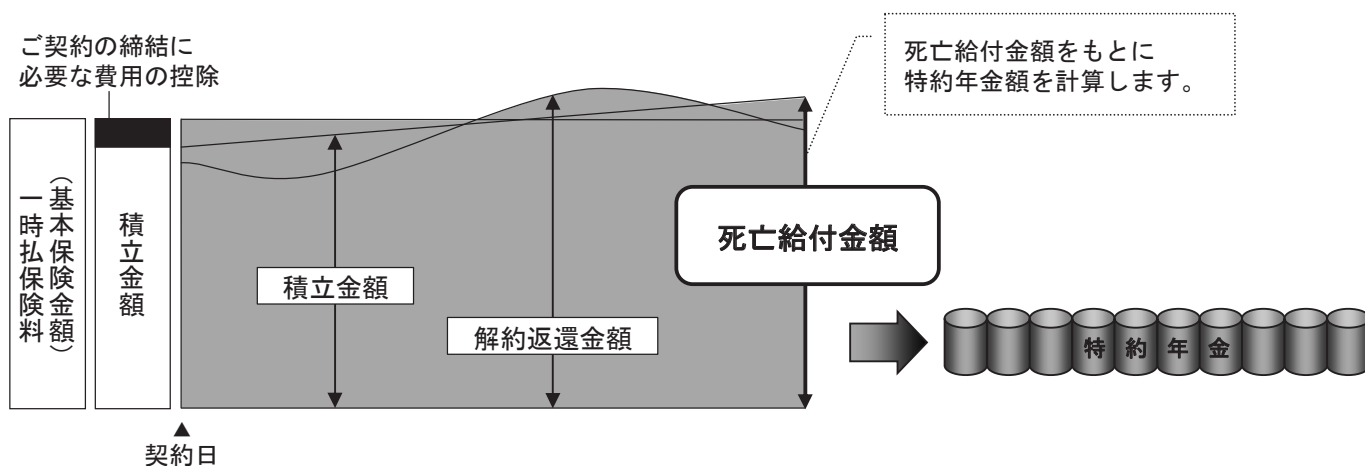 ご契約の締結に
必要な費用の控除
死亡給付金額をもとに
特約年金額を計算します。
一時払保険料
（基本保険金額）
積立金額
積立金額
解約返還金額
死亡給付金額
特約年金
▲
契約日